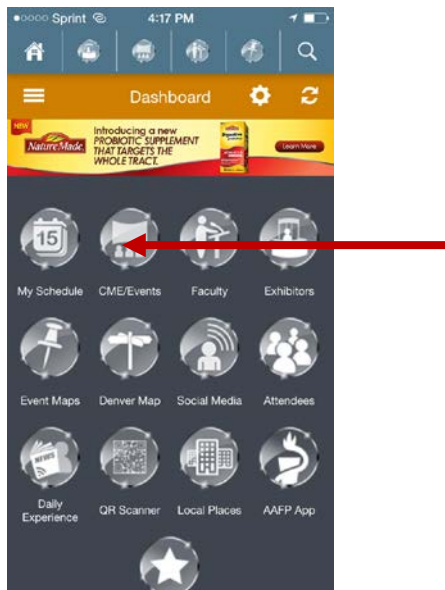 Sprint 4:17 PM
Dashboard
NEW
Nature Made
Introducing a new
PROBIOTIC SUPPLEMENT
THAT TARGETS THE
WHOLE TRACT.
Learn More
15
My Schedule CME/Events Faculty Exhibitors
Event Maps Denver Map Social Media Attendees
NEWS
Daily
Experience QR Scanner Local Places AAFP App